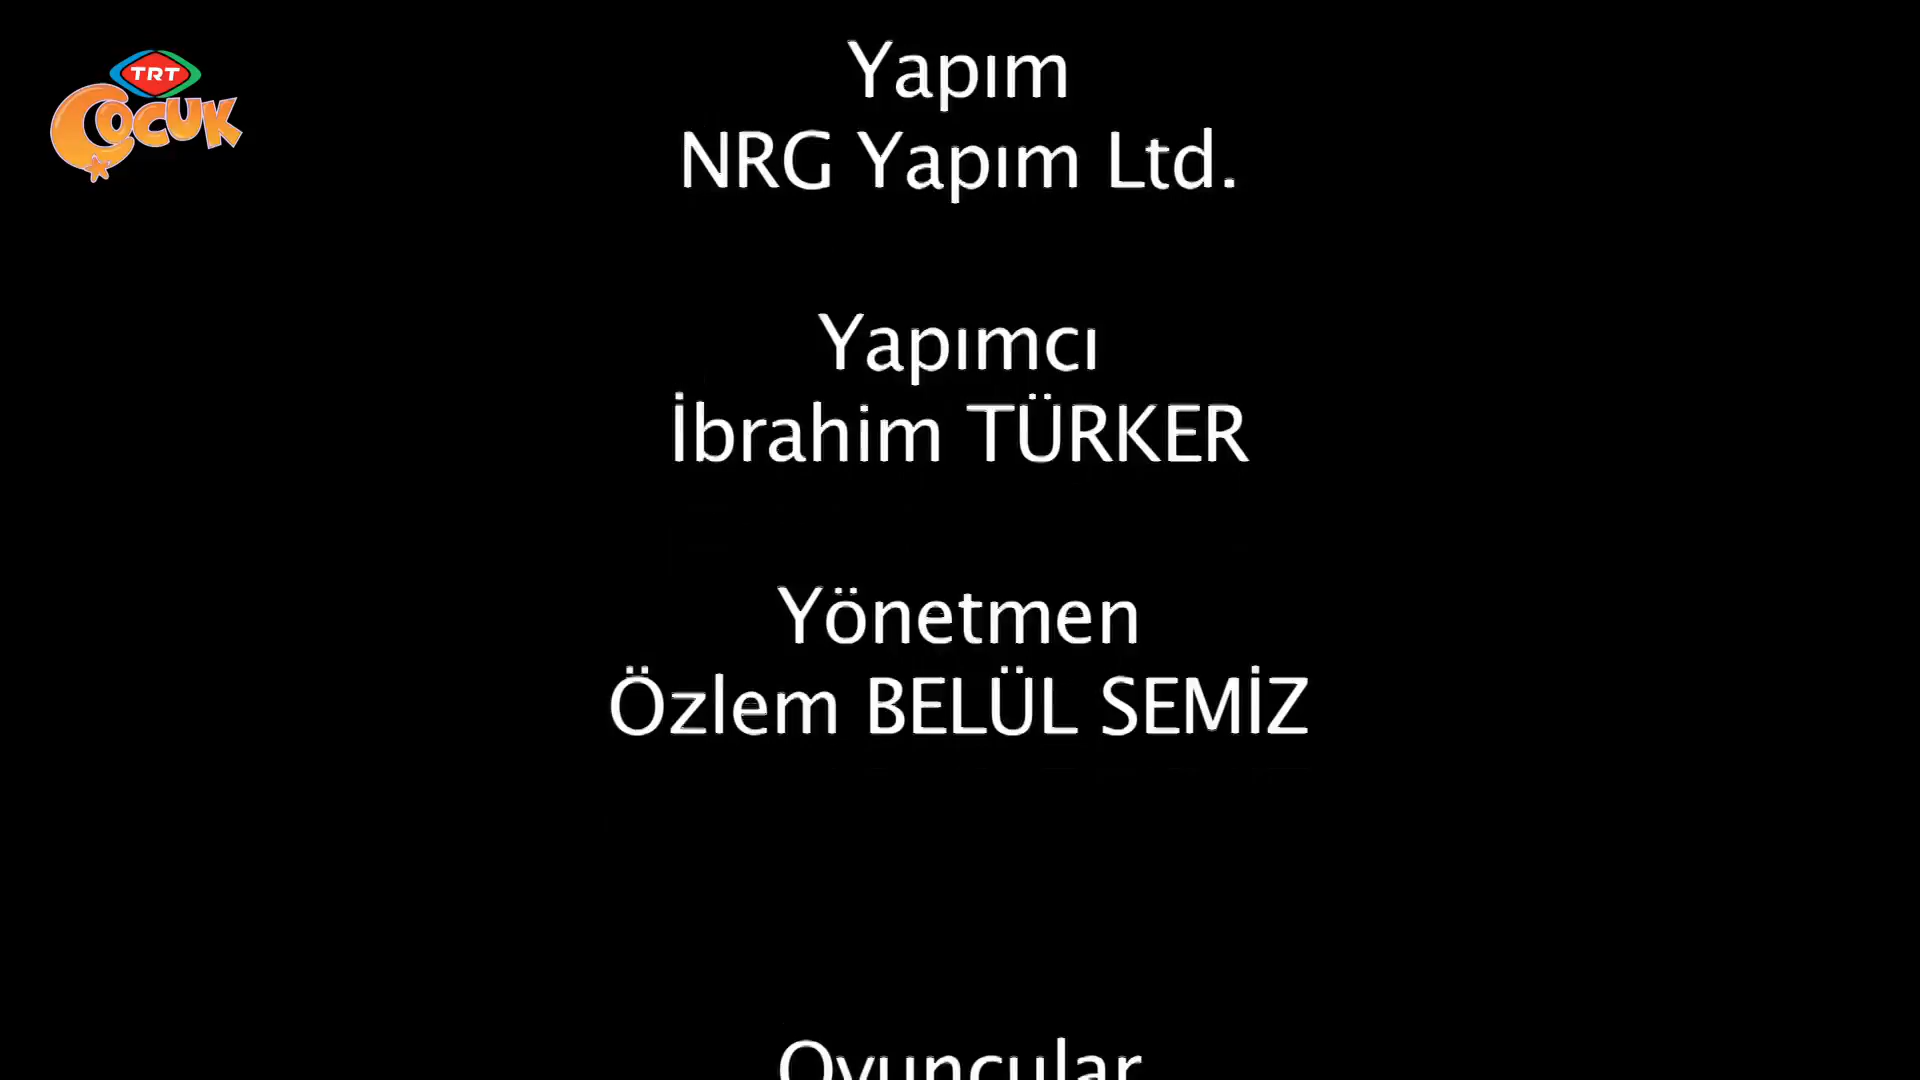 TRT
Çocuk
Yapım
NRG Yapım Ltd.
Yapımcı
İbrahim TÜRKER
Yönetmen
Özlem BELÜL SEMİZ
Oyuncular